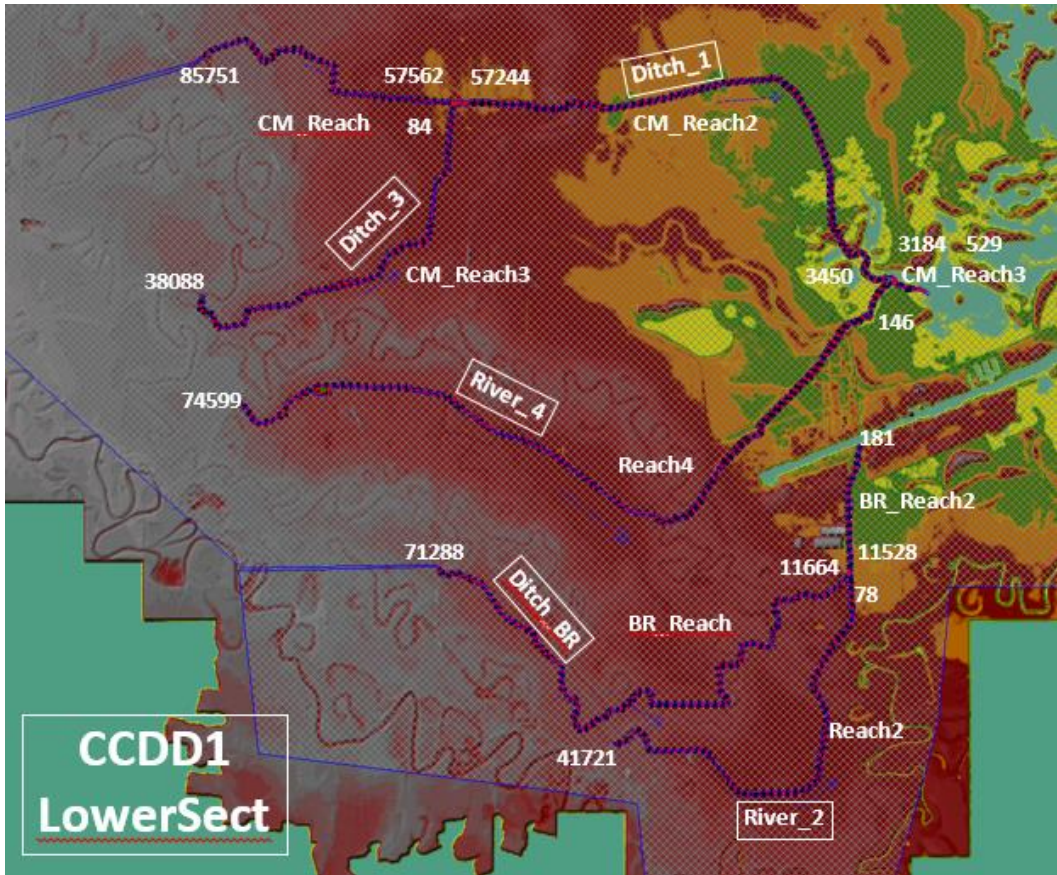 85751
57562
57244
Ditch_1
CM_Reach
84
CM_Reach2
Ditch_3
3184
529
38088
CM_Reach3
3450
CM_Reach3
146
74599
River_4
181
Reach4
BR_Reach2
71288
11528
11664
78
Ditch_BR
BR_Reach
41721
Reach2
CCDD1
LowerSect
River_2